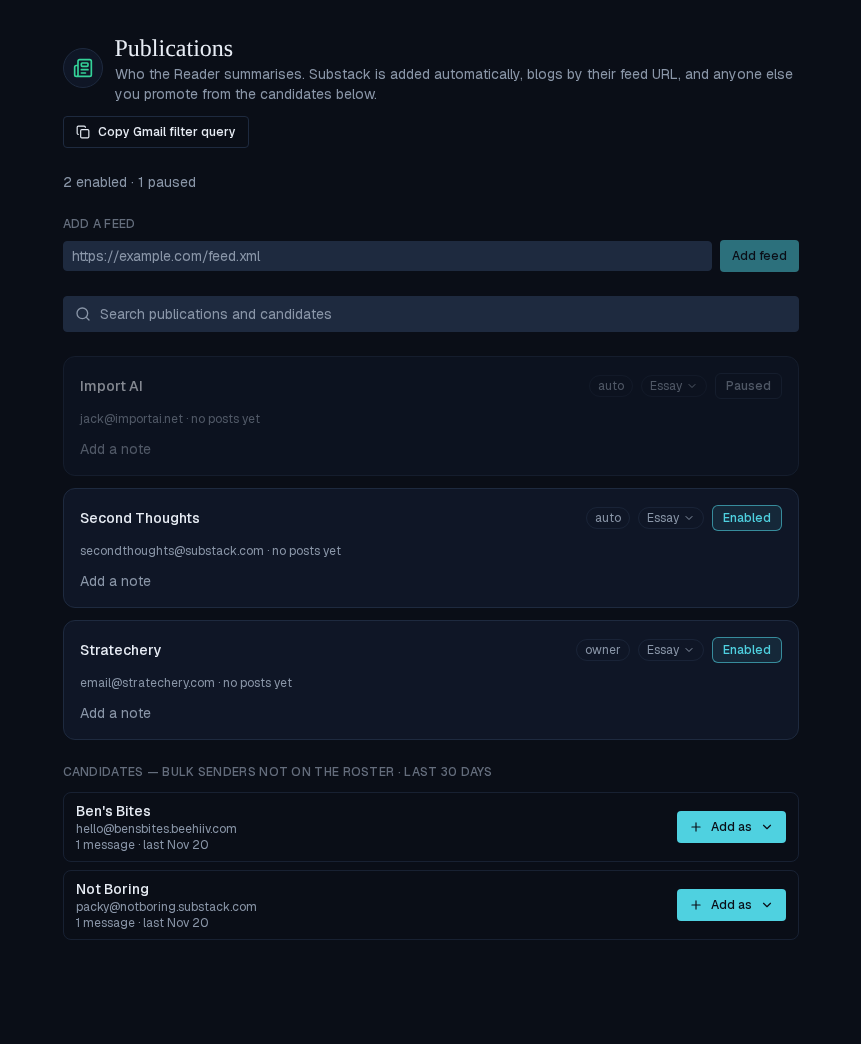 Publications
Who the Reader summarises. Substack is added automatically, blogs by their feed URL, and anyone else
you promote from the candidates below.
Copy Gmail filter query
2 enabled · 1 paused
ADD A FEED
https://example.com/feed.xml
Add feed
Search publications and candidates
Import AI
auto
Essay
Paused
jack@importai.net · no posts yet
Add a note
Second Thoughts
auto
Essay
Enabled
secondthoughts@substack.com · no posts yet
Add a note
Stratechery
owner
Essay
Enabled
email@stratechery.com · no posts yet
Add a note
CANDIDATES — BULK SENDERS NOT ON THE ROSTER · LAST 30 DAYS
Ben's Bites
hello@bensbites.beehiiv.com
1 message · last Nov 20
Add as
Not Boring
packy@notboring.substack.com
1 message · last Nov 20
Add as